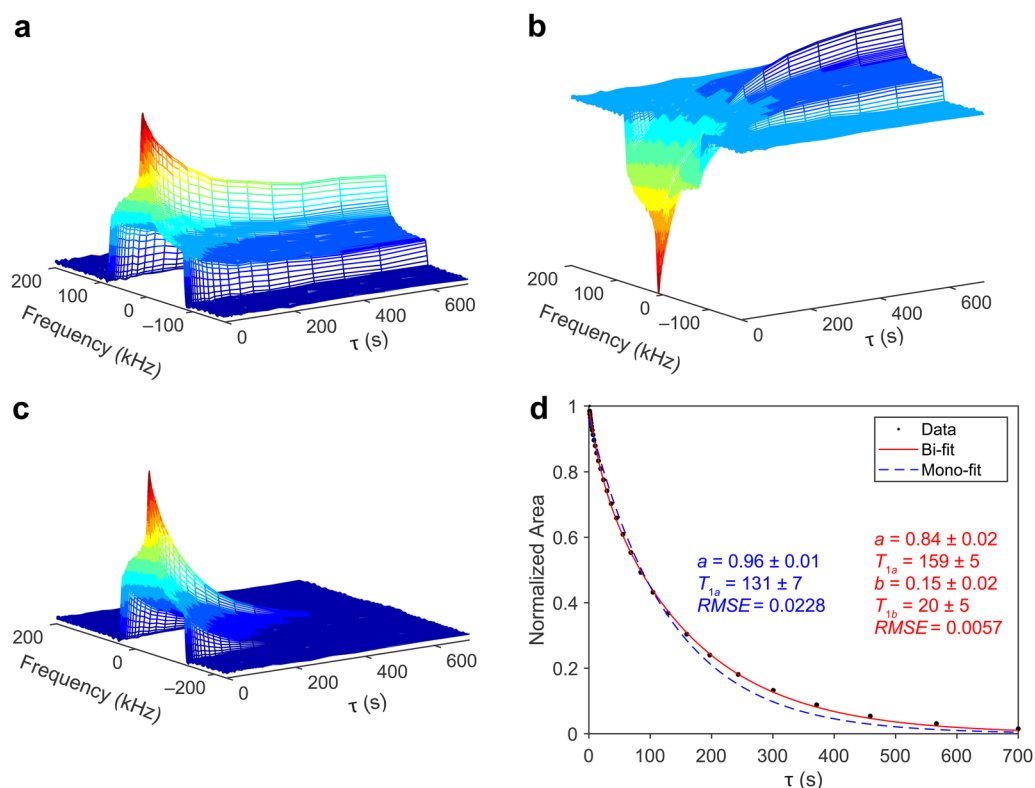 a
200
100
0
−100
Frequency (kHz)
0
200
400
600
τ (s)
b
200
100
0
−100
Frequency (kHz)
0
200
400
600
τ (s)
c
200
0
−200
Frequency (kHz)
0
200
400
600
τ (s)
d
1
0.8
0.6
0.4
0.2
0
Normalized Area
Data
Bi-fit
Mono-fit
a = 0.96 ± 0.01
T1a = 131 ± 7
RMSE = 0.0228
a = 0.84 ± 0.02
T1a = 159 ± 5
b = 0.15 ± 0.02
T1b = 20 ± 5
RMSE = 0.0057
0 100 200 300 400 500 600 700
τ (s)